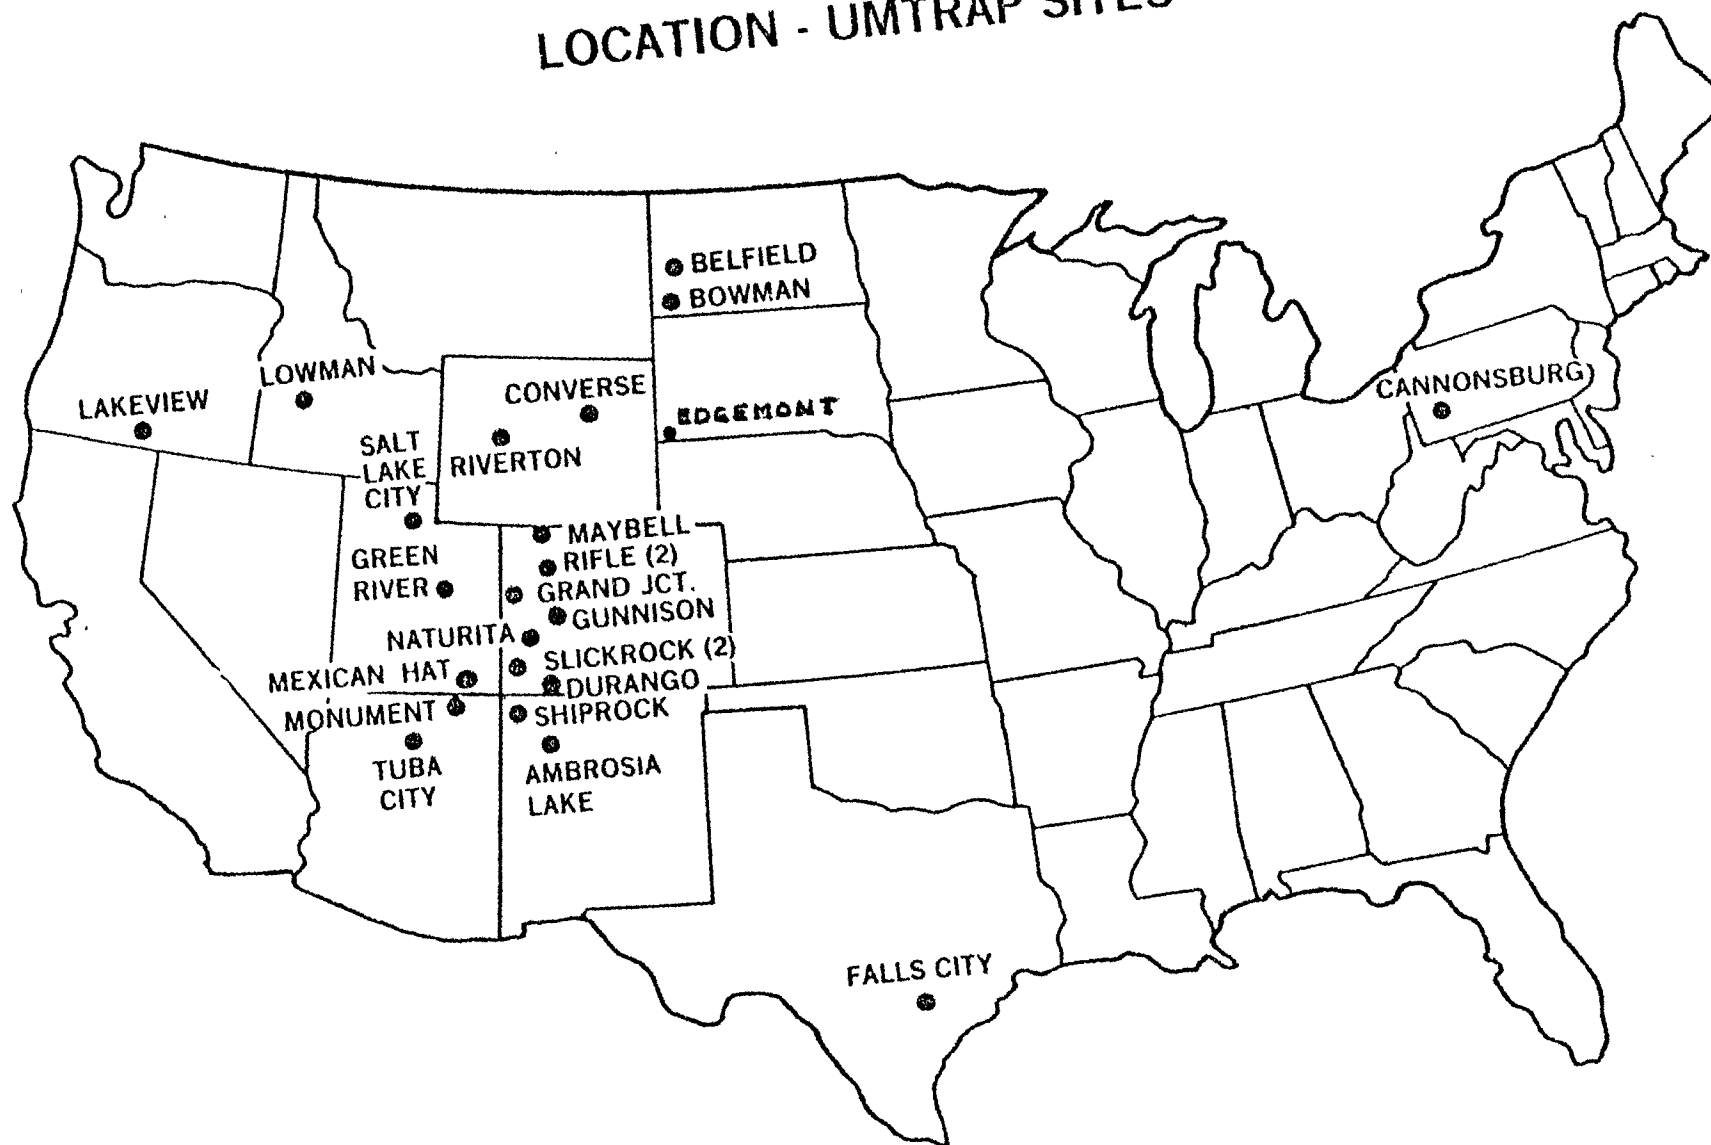 LOCATION - UMTRAP SITES
BELFIELD
BOWMAN
LOWMAN
CONVERSE
LAKEVIEW
EDGEMONT
CANNONSBURG
SALT
LAKE
CITY
RIVERTON
MAYBELL
GREEN
RIVER
RIFLE (2)
GRAND JCT.
GUNNISON
NATURITA
SLICKROCK (2)
MEXICAN HAT
DURANGO
MONUMENT
SHIPROCK
TUBA
CITY
AMBROSIA
LAKE
FALLS CITY